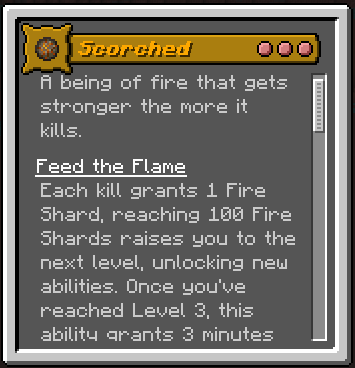 Scorched
A being of fire that gets
stronger the more it
kills.
Feed the Flame
Each kill grants 1 Fire
Shard, reaching 100 Fire
Shards raises you to the
next level, unlocking new
abilities. Once you've
reached Level 3, this
ability grants 3 minutes